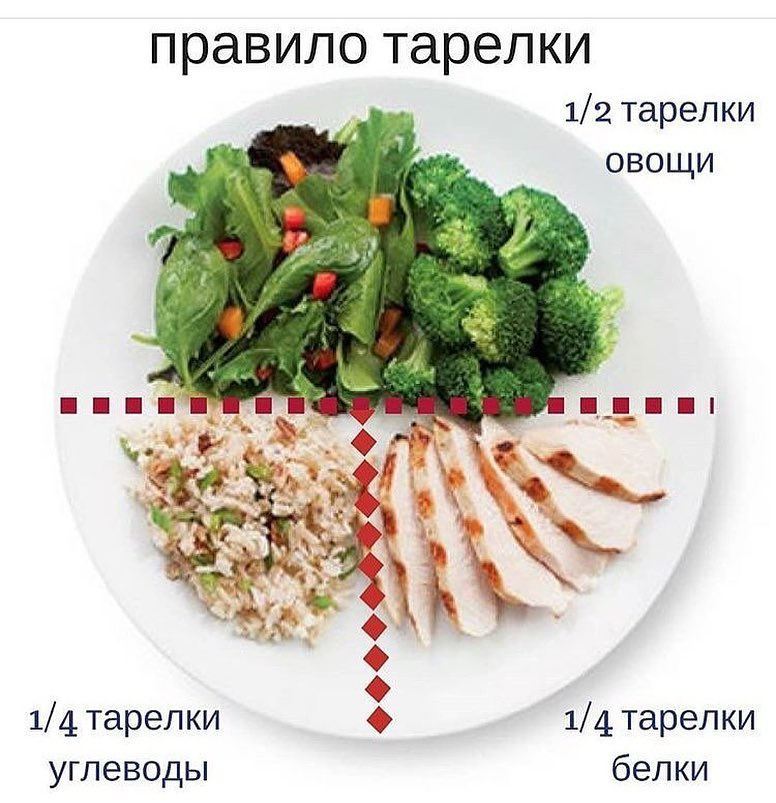 правило тарелки
1/2 тарелки
овощи
1/4 тарелки
углеводы
1/4 тарелки
белки